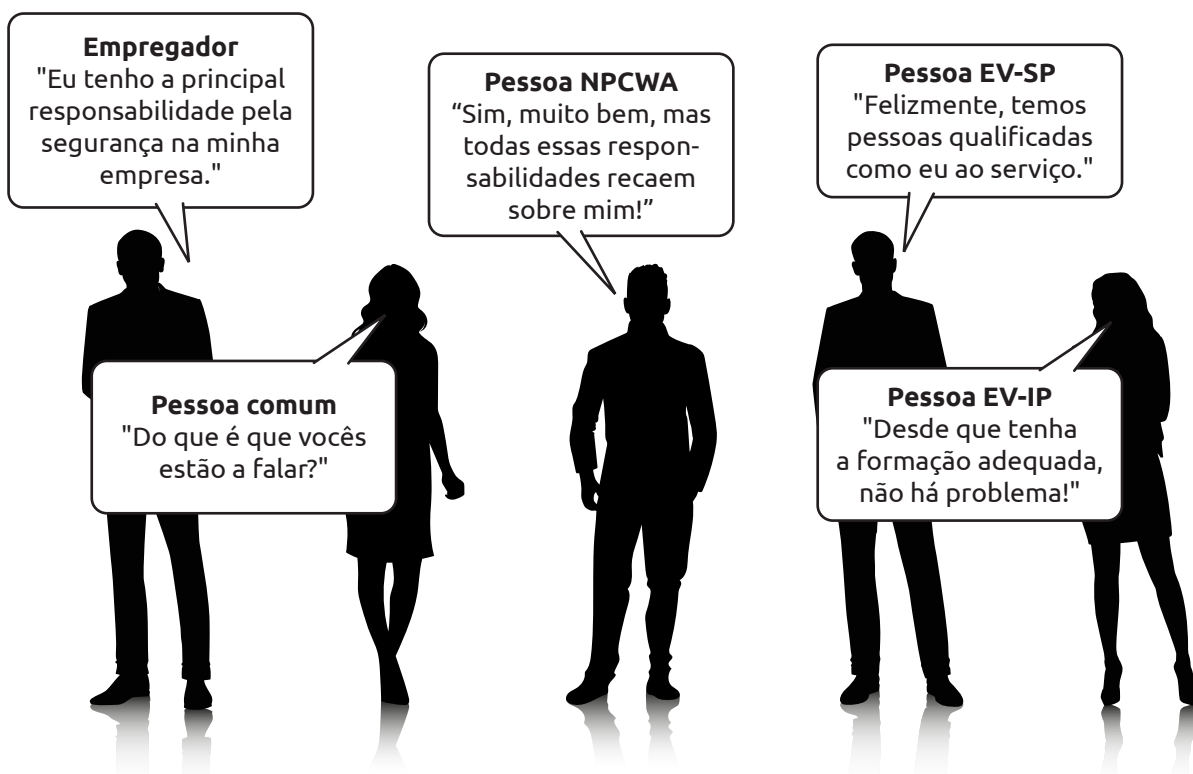 Empregador
"Eu tenho a principal
responsabilidade pela
segurança na minha
empresa."
Pessoa comum
"Do que é que vocês
estão a falar?"
Pessoa NPCWA
“Sim, muito bem, mas
todas essas respon-
sabilidades recaem
sobre mim!”
Pessoa EV-SP
"Felizmente, temos
pessoas qualificadas
como eu ao serviço."
Pessoa EV-IP
"Desde que tenha
a formação adequada,
não há problema!"